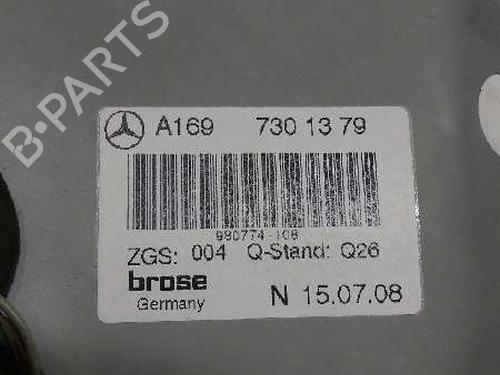 B-PARTS
A169 730 13 79
980774-108
ZGS: 004 Q-Stand: Q26
brose
Germany N 15.07.08